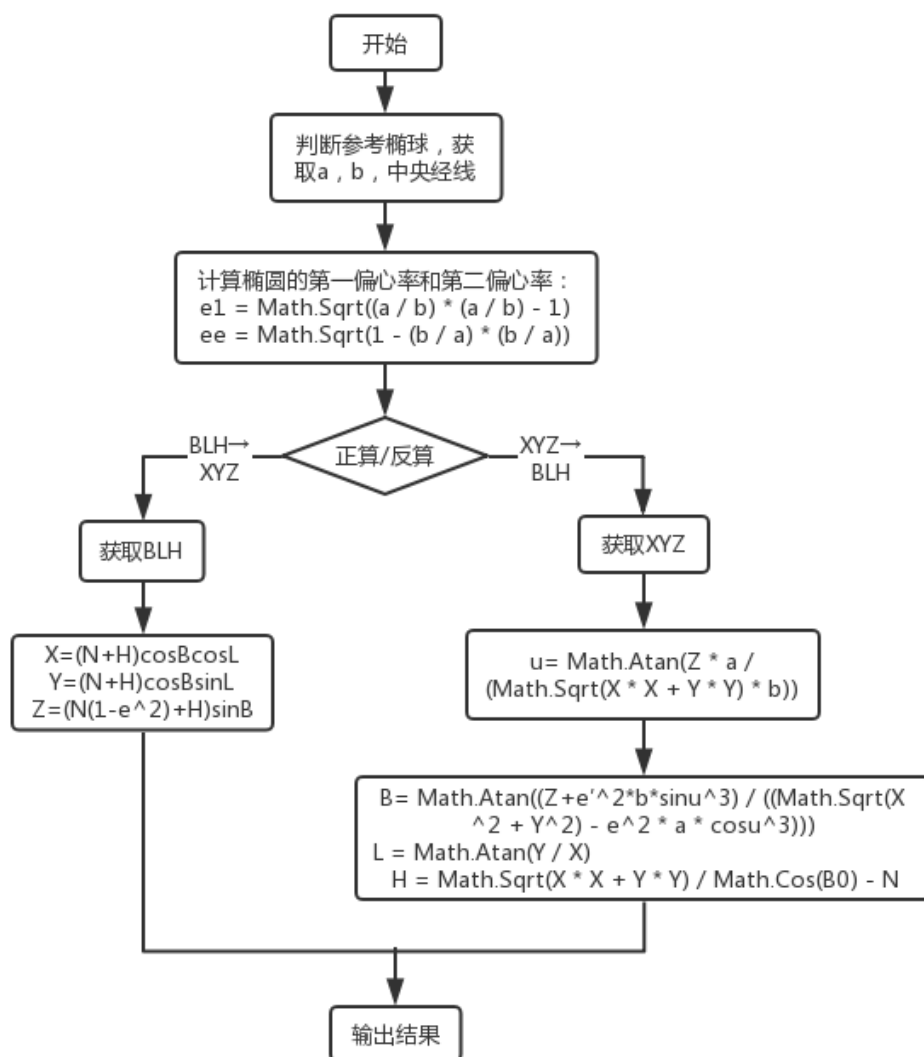 开始
判断参考椭球，获
取a，b，中央经线
计算椭圆的第一偏心率和第二偏心率：
e1 = Math.Sqrt((a / b) * (a / b) - 1)
ee = Math.Sqrt(1 - (b / a) * (b / a))
正算/反算
BLH→
XYZ
XYZ→
BLH
获取BLH
获取XYZ
X=(N+H)cosBcosL
Y=(N+H)cosBsinL
Z=(N(1-e^2)+H)sinB
u= Math.Atan(Z * a /
(Math.Sqrt(X * X + Y * Y) * b))
B= Math.Atan((Z+e'^2*b*sinu^3) / ((Math.Sqrt(X
^2 + Y^2) - e^2 * a * cosu^3)))
L = Math.Atan(Y / X)
H = Math.Sqrt(X * X + Y * Y) / Math.Cos(B0) - N
输出结果